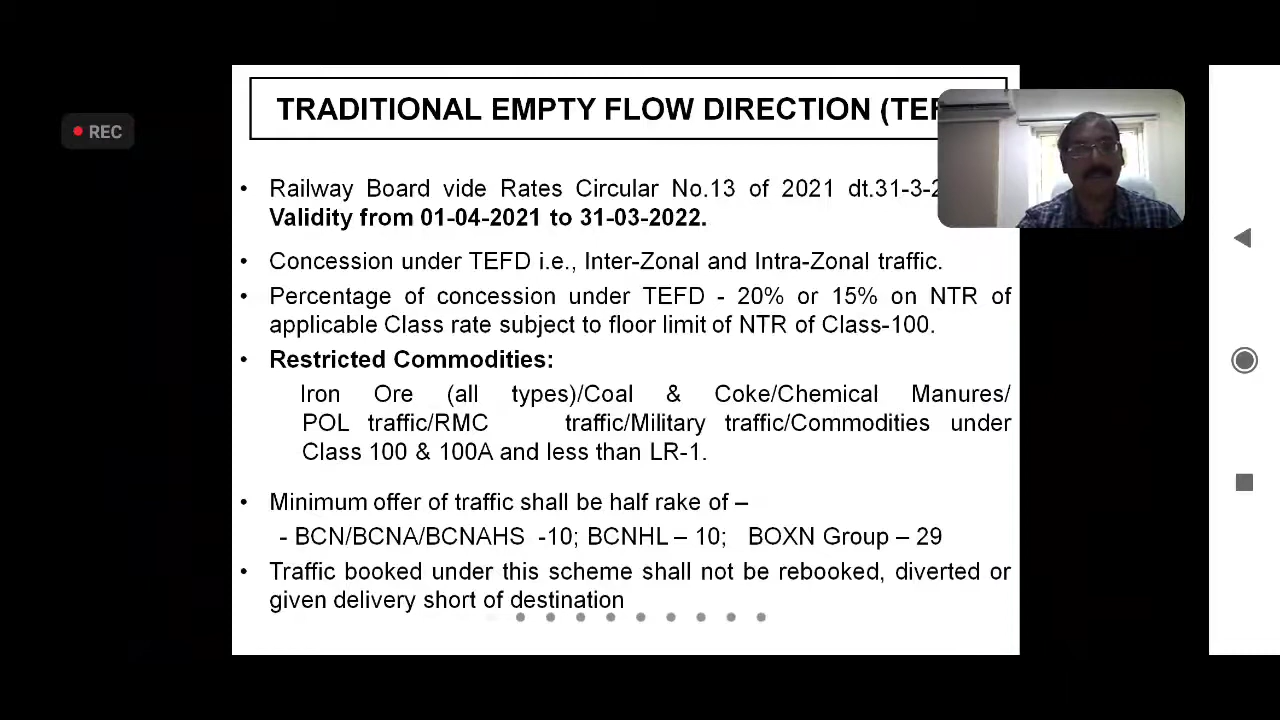 TRADITIONAL EMPTY FLOW DIRECTION
REC
• Railway Board vide Rates Circular No.13 of 2021
Validity from 01-04-2021 to 31-03-2022.
• Concession under TEFD i.e., Inter-Zonal and Intra-Zonal traffic.
• Percentage of concession under TEFD - 20% or 15% on NTR of
applicable Class rate subject to floor limit of NTR of Class-100.
• Restricted Commodities:
Iron Ore (all types)/Coal & Coke/Chemical Manures/
POL traffic/RMC traffic/Military traffic/Commodities under
Class 100 & 100A and less than LR-1.
• Minimum offer of traffic shall be half rake of –
- BCN/BCNA/BCNAHS -10; BCNHL – 10; BOXN Group – 29
• Traffic booked under this scheme shall not be rebooked, diverted or
given delivery short of destination